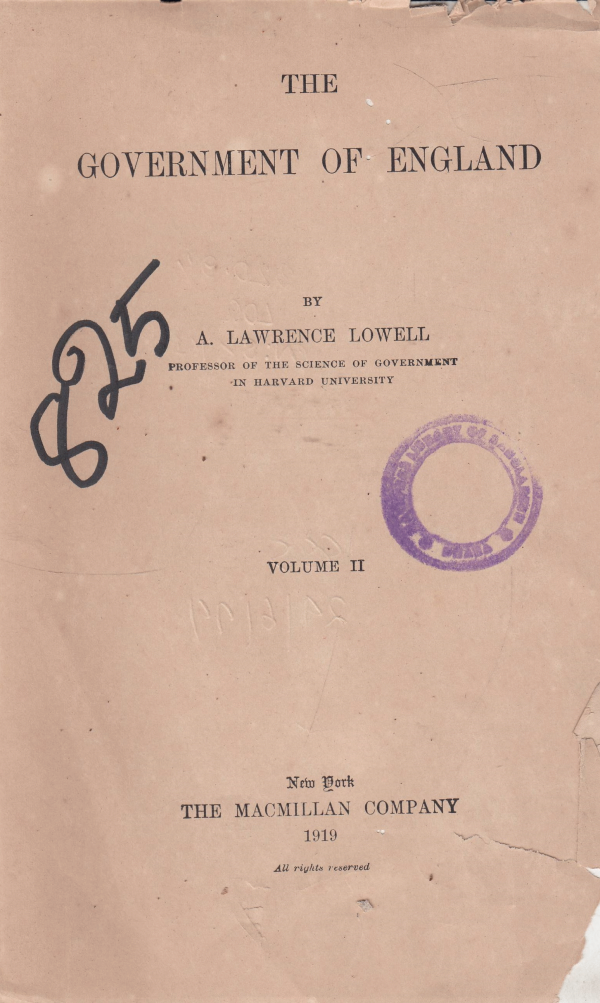 THE
GOVERNMENT OF ENGLAND
BY
A. LAWRENCE LOWELL
PROFESSOR OF THE SCIENCE OF GOVERNMENT
IN HARVARD UNIVERSITY
825
VOLUME II
New York
THE MACMILLAN COMPANY
1919
All rights reserved